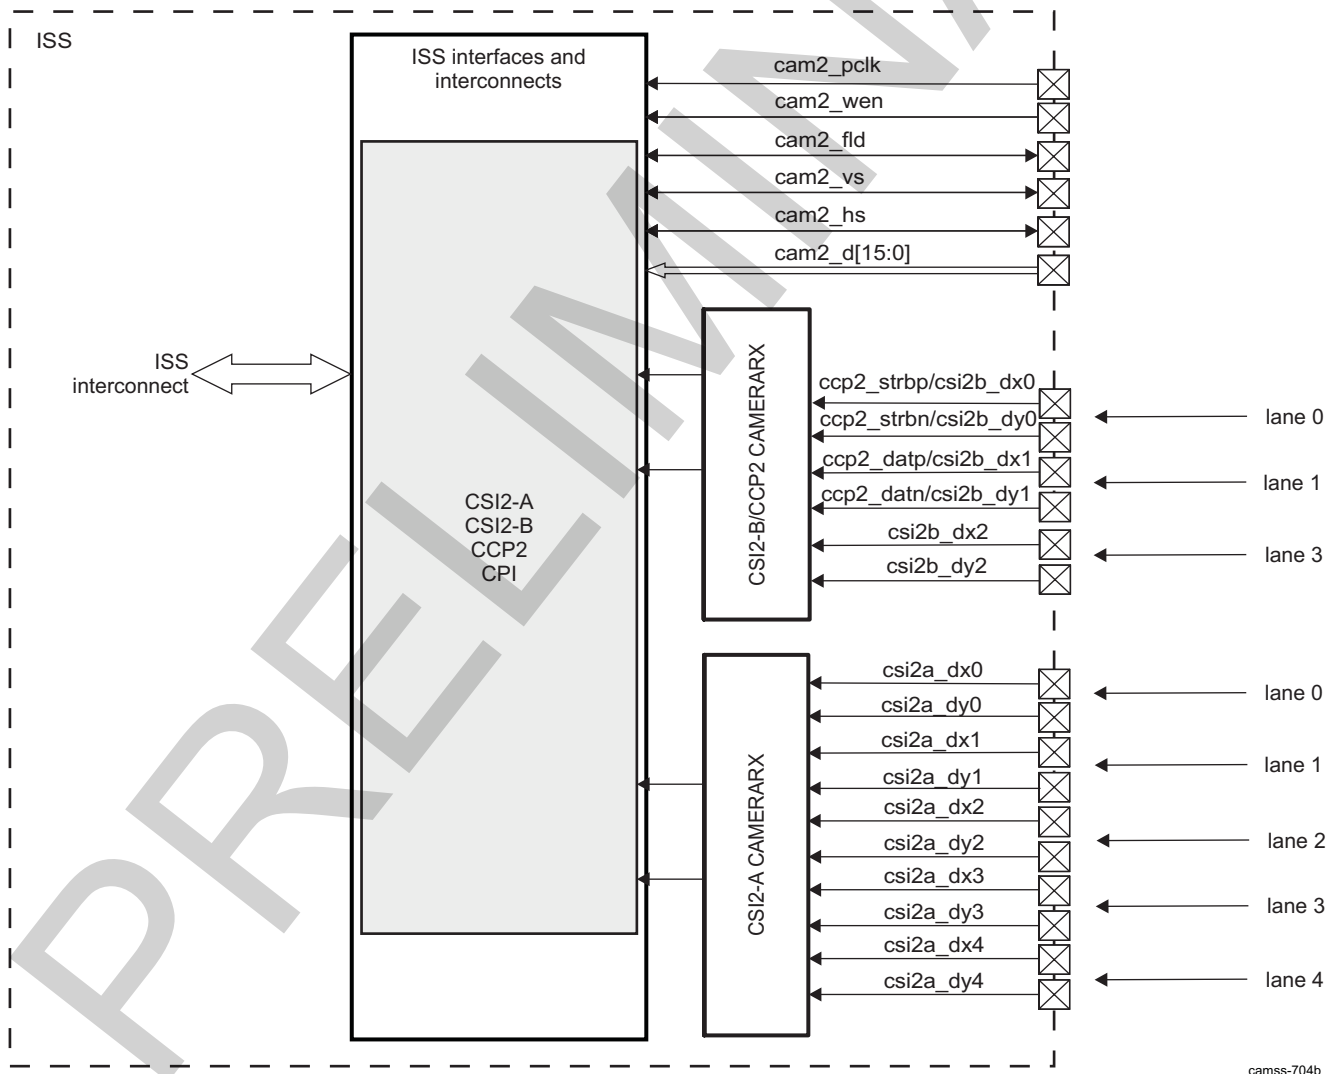 ISS
ISS interfaces and
interconnects
cam2_pclk
cam2_wen
cam2_fld
cam2_vs
cam2_hs
cam2_d[15:0]
ISS
interconnect
CSI2-A
CSI2-B
CCP2
CPI
CSI2-B/CCP2 CAMERARX
ccp2_strbp/csi2b_dx0
ccp2_strbn/csi2b_dy0
lane 0
ccp2_datp/csi2b_dx1
ccp2_datn/csi2b_dy1
lane 1
csi2b_dx2
csi2b_dy2
lane 3
CSI2-A CAMERARX
csi2a_dx0
csi2a_dy0
lane 0
csi2a_dx1
csi2a_dy1
lane 1
csi2a_dx2
csi2a_dy2
lane 2
csi2a_dx3
csi2a_dy3
lane 3
csi2a_dx4
csi2a_dy4
lane 4
camss-704b
PRELIMIN